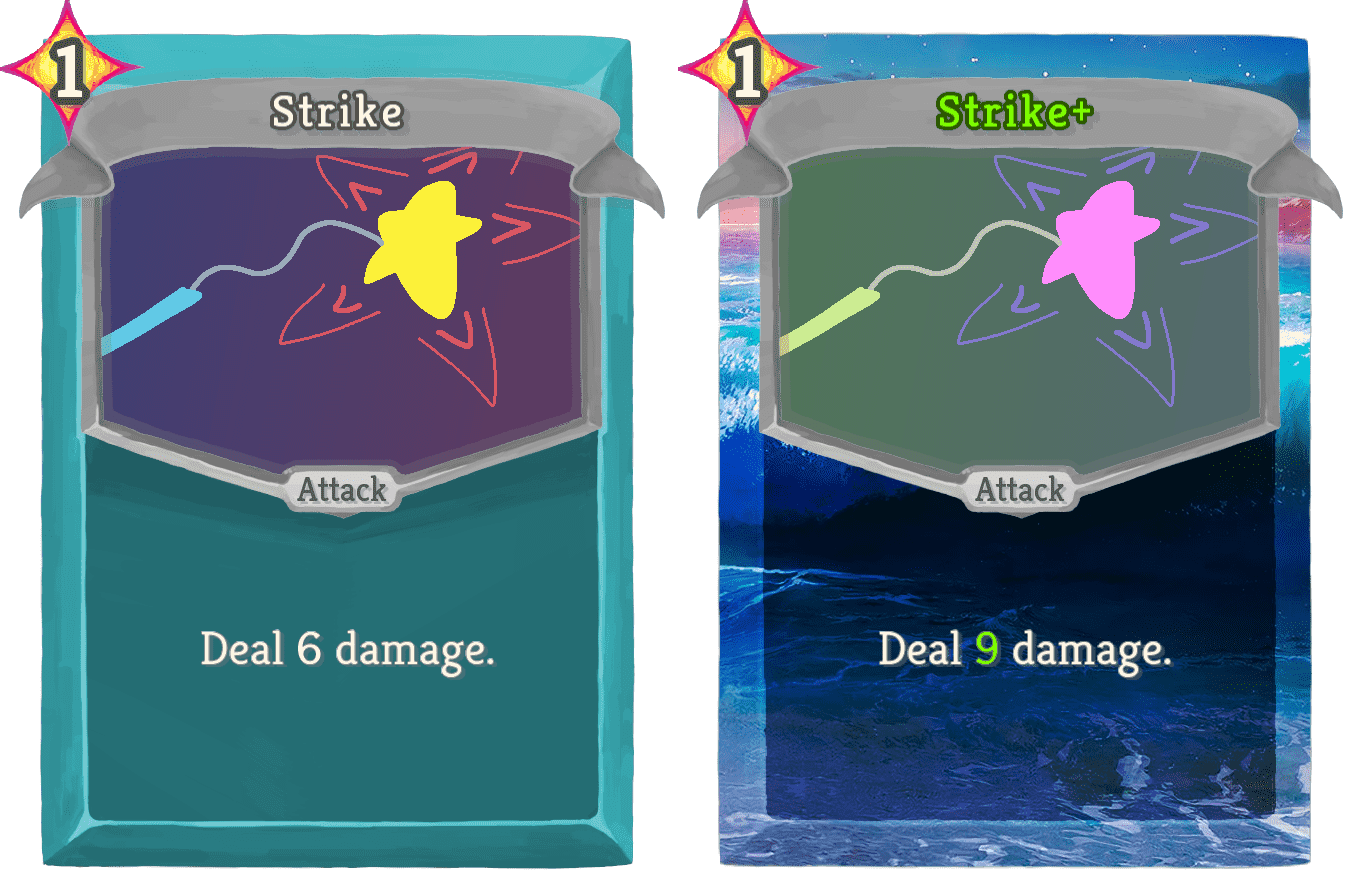 1
Strike
Attack
Deal 6 damage.
1
Strike+
Attack
Deal 9 damage.